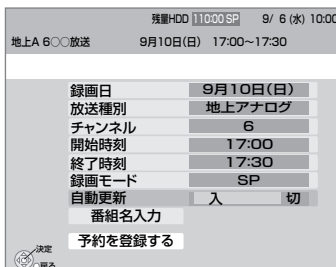 残量HDD 110:00 SP 9/ 6 (水) 10:00
地上A 6○○放送 9月10日(日) 17:00～17:30
録画日 9月10日(日)
放送種別 地上アナログ
チャンネル 6
開始時刻 17:00
終了時刻 17:30
録画モード SP
自動更新 入 切
番組名入力
予約を登録する
決定
戻る